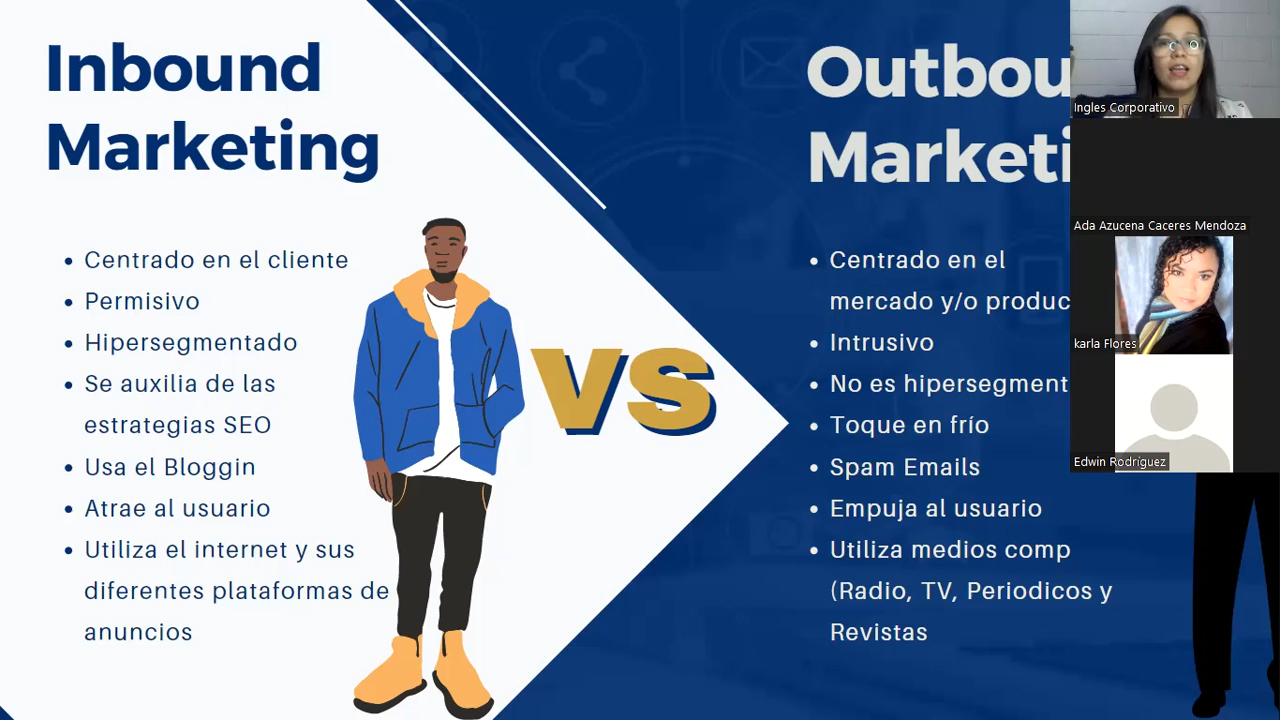 Inbound
Marketing
Centrado en el cliente
Permisivo
Hipersegmentado
Se auxilia de las
estrategias SEO
Usa el Bloggin
Atrae al usuario
Utiliza el internet y sus
diferentes plataformas de
anuncios
VS
Outbou
Marketi
Centrado en el
mercado y/o produc
Intrusivo
No es hipersegment
Toque en frío
Spam Emails
Empuja al usuario
Utiliza medios comp
(Radio, TV, Periodicos y
Revistas
Ingles Corporativo
Ada Azucena Caceres Mendoza
karla Flores
Edwin Rodríguez